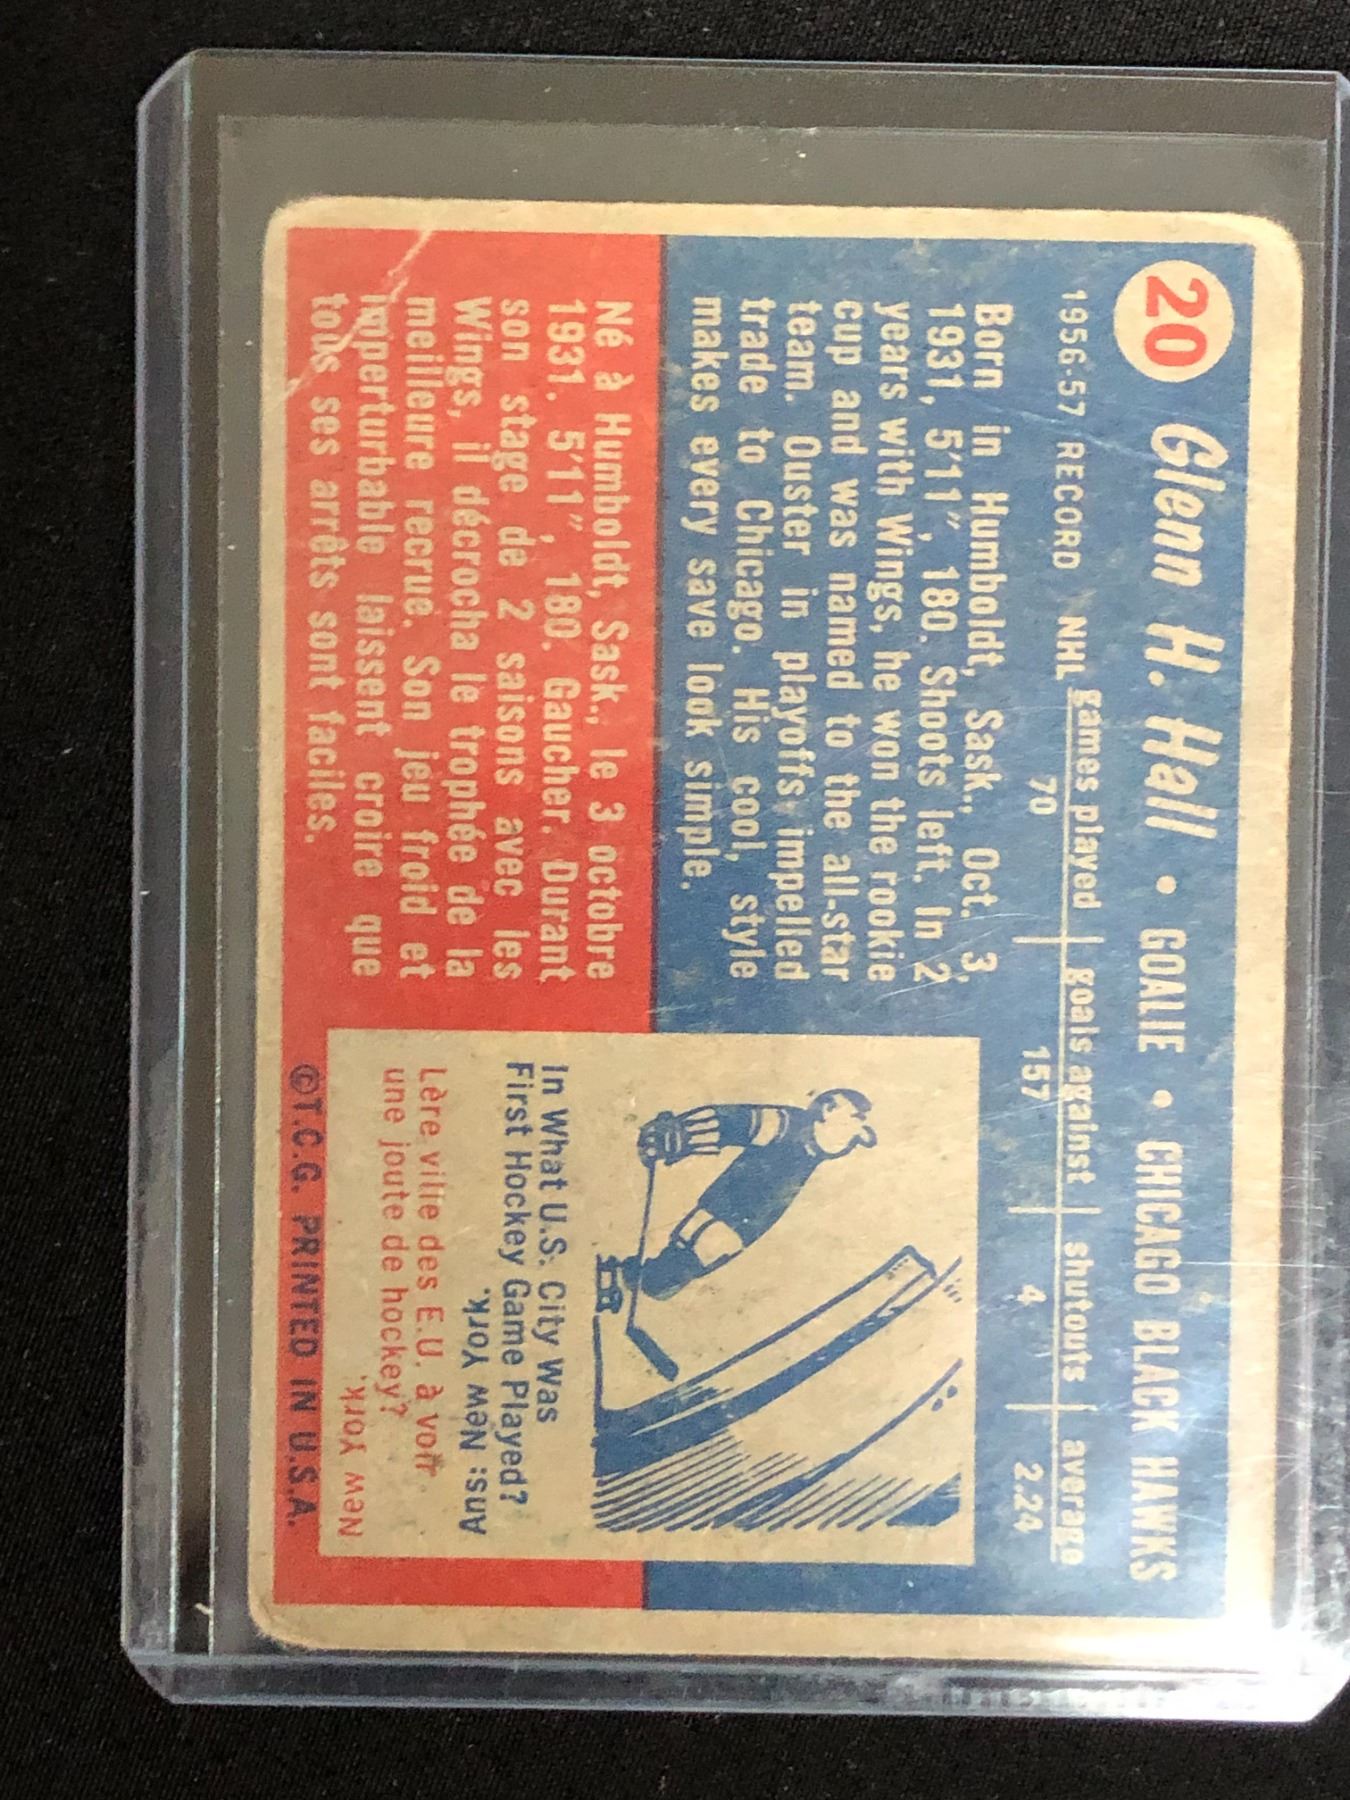 20 Glenn H. Hall • GOALIE • CHICAGO BLACK HAWKS
1956-57 RECORD NHL games played goals against shutouts average
70 157 4 2.24
Born in Humboldt, Sask., Oct. 3,
1931, 5'11", 180. Shoots left. In 2
years with Wings, he won the rookie
cup and was named to the all-star
team. Ouster in playoffs impelled
trade to Chicago. His cool, style
makes every save look simple.
Né à Humboldt, Sask., le 3 octobre
1931. 5'11", 180. Gaucher. Durant
son stage de 2 saisons avec les
Wings, il décrocha le trophée de la
meilleure recrue. Son jeu froid et
imperturbable laissent croire que
tous ses arrêts sont faciles.
In What U.S. City Was
First Hockey Game Played?
Ans: New York.
Lère ville des E.U. à voir
une joute de hockey?
New York.
©T.C.G. PRINTED IN U.S.A.